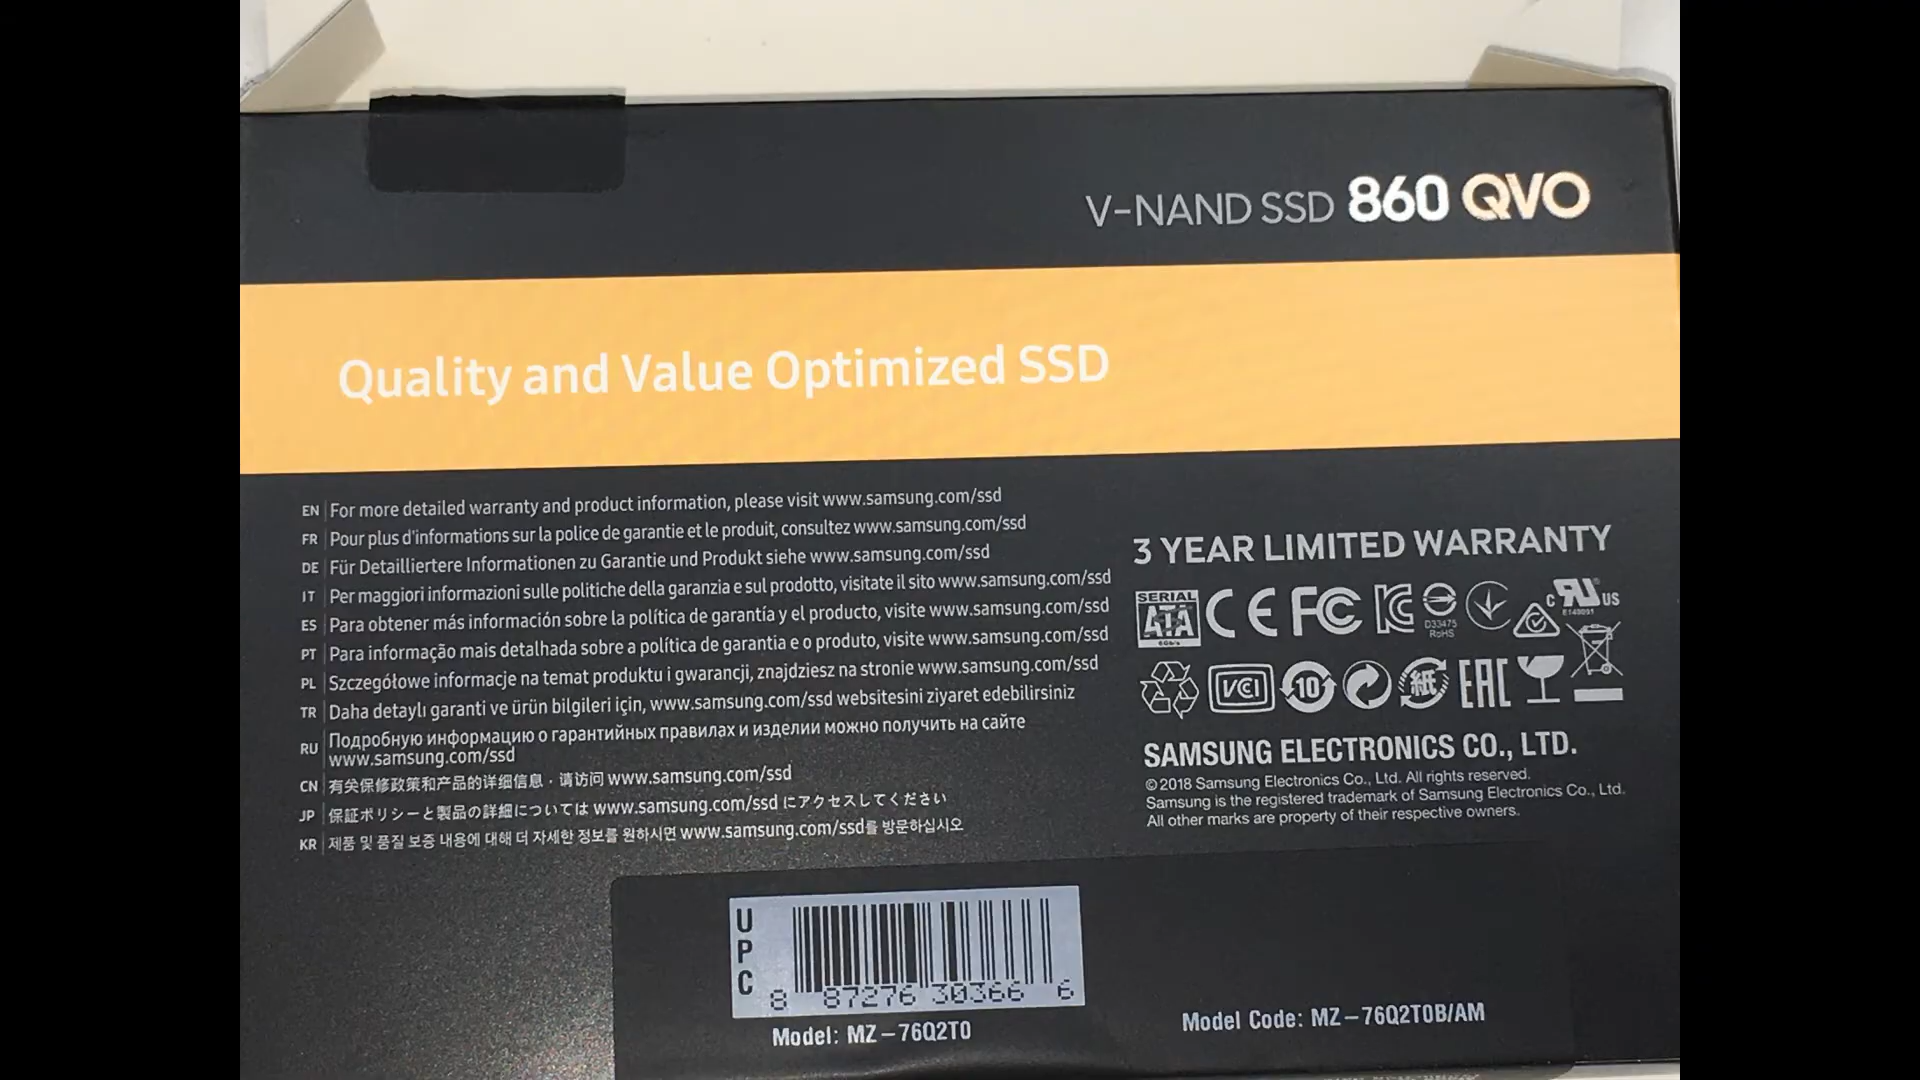 V-NAND SSD 860 QVO
Quality and Value Optimized SSD
EN For more detailed warranty and product information, please visit www.samsung.com/ssd
FR Pour plus d'informations sur la police de garantie et le produit, consultez www.samsung.com/ssd
DE Für Detailliertere Informationen zu Garantie und Produkt siehe www.samsung.com/ssd
IT Per maggiori informazioni sulle politiche della garanzia e sul prodotto, visitate il sito www.samsung.com/ssd
ES Para obtener más información sobre la política de garantía y el producto, visite www.samsung.com/ssd
PT Para informação mais detalhada sobre a política de garantia e o produto, visite www.samsung.com/ssd
PL Szczegółowe informacje na temat produktu i gwarancji, znajdziesz na stronie www.samsung.com/ssd
TR Daha detaylı garanti ve ürün bilgileri için, www.samsung.com/ssd websitesini ziyaret edebilirsiniz
RU Подробную информацию о гарантийных правилах и изделии можно получить на сайте
www.samsung.com/ssd
CN 有关保修政策和产品的详细信息，请访问 www.samsung.com/ssd
JP 保証ポリシーと製品の詳細については www.samsung.com/ssd にアクセスしてください
KR 제품 및 품질 보증 내용에 대해 더 자세한 정보를 원하시면 www.samsung.com/ssd를 방문하십시오
3 YEAR LIMITED WARRANTY
SERIAL
ATA
6Gb/s
CE FC KC
D33475
RoHS
c RU US
E149091
VCI
10
紙
EAC
SAMSUNG ELECTRONICS CO., LTD.
©2018 Samsung Electronics Co., Ltd. All rights reserved.
Samsung is the registered trademark of Samsung Electronics Co., Ltd.
All other marks are property of their respective owners.
UPC
8 87276 30366 6
Model: MZ-76Q2T0
Model Code: MZ-76Q2T0B/AM